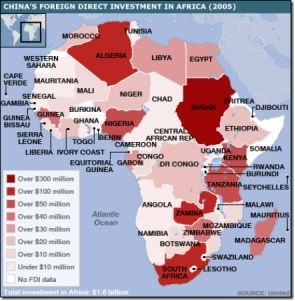 CHINA'S FOREIGN DIRECT INVESTMENT IN AFRICA (2005)
TUNISIA
MOROCCO
ALGERIA
LIBYA
EGYPT
WESTERN
SAHARA
CAPE
VERDE
MAURITANIA
MALI
NIGER
CHAD
SUDAN
ERITREA
DJIBOUTI
SENEGAL
GAMBIA
GUINEA
BISSAU
GUINEA
BURKINA
GHANA
NIGERIA
ETHIOPIA
SIERRA
LEONE
LIBERIA
IVORY COAST
TOGO
BENIN
CENTRAL
AFRICAN REP.
CAMEROON
EQUITORIAL
GUINEA
GABON
CONGO
DR CONGO
UGANDA
KENYA
SOMALIA
RWANDA
BURUNDI
TANZANIA
SEYCHELLES
MALAWI
ANGOLA
ZAMBIA
MOZAMBIQUE
ZIMBABWE
MAURITIUS
NAMIBIA
BOTSWANA
MADAGASCAR
SWAZILAND
LESOTHO
SOUTH
AFRICA
Atlantic
Ocean
Over $300 million
Over $100 million
Over $50 million
Over $40 million
Over $30 million
Over $20 million
Over $10 million
Under $10 million
No FDI data
Total investment in Africa: $1.6 billion
SOURCE: United